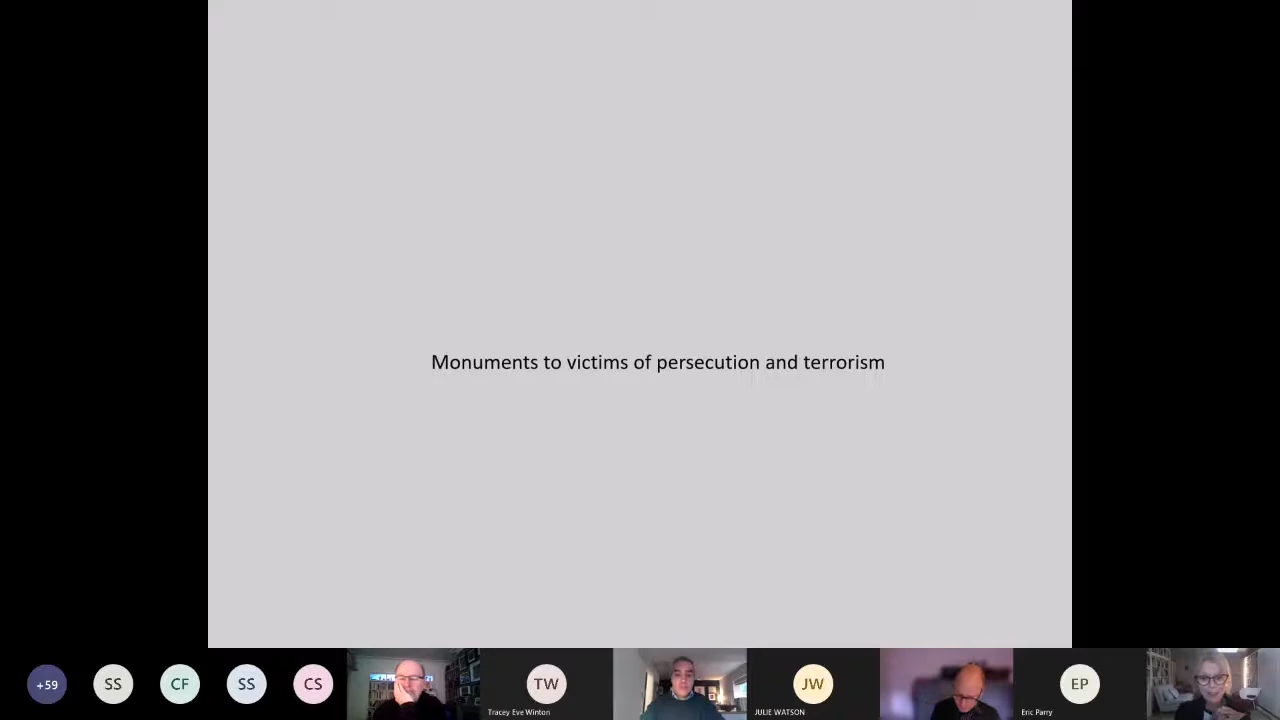 Monuments to victims of persecution and terrorism
+59
SS
CF
SS
CS
TW
Tracey Eve Winton
JW
JULIE WATSON
EP
Eric Parry